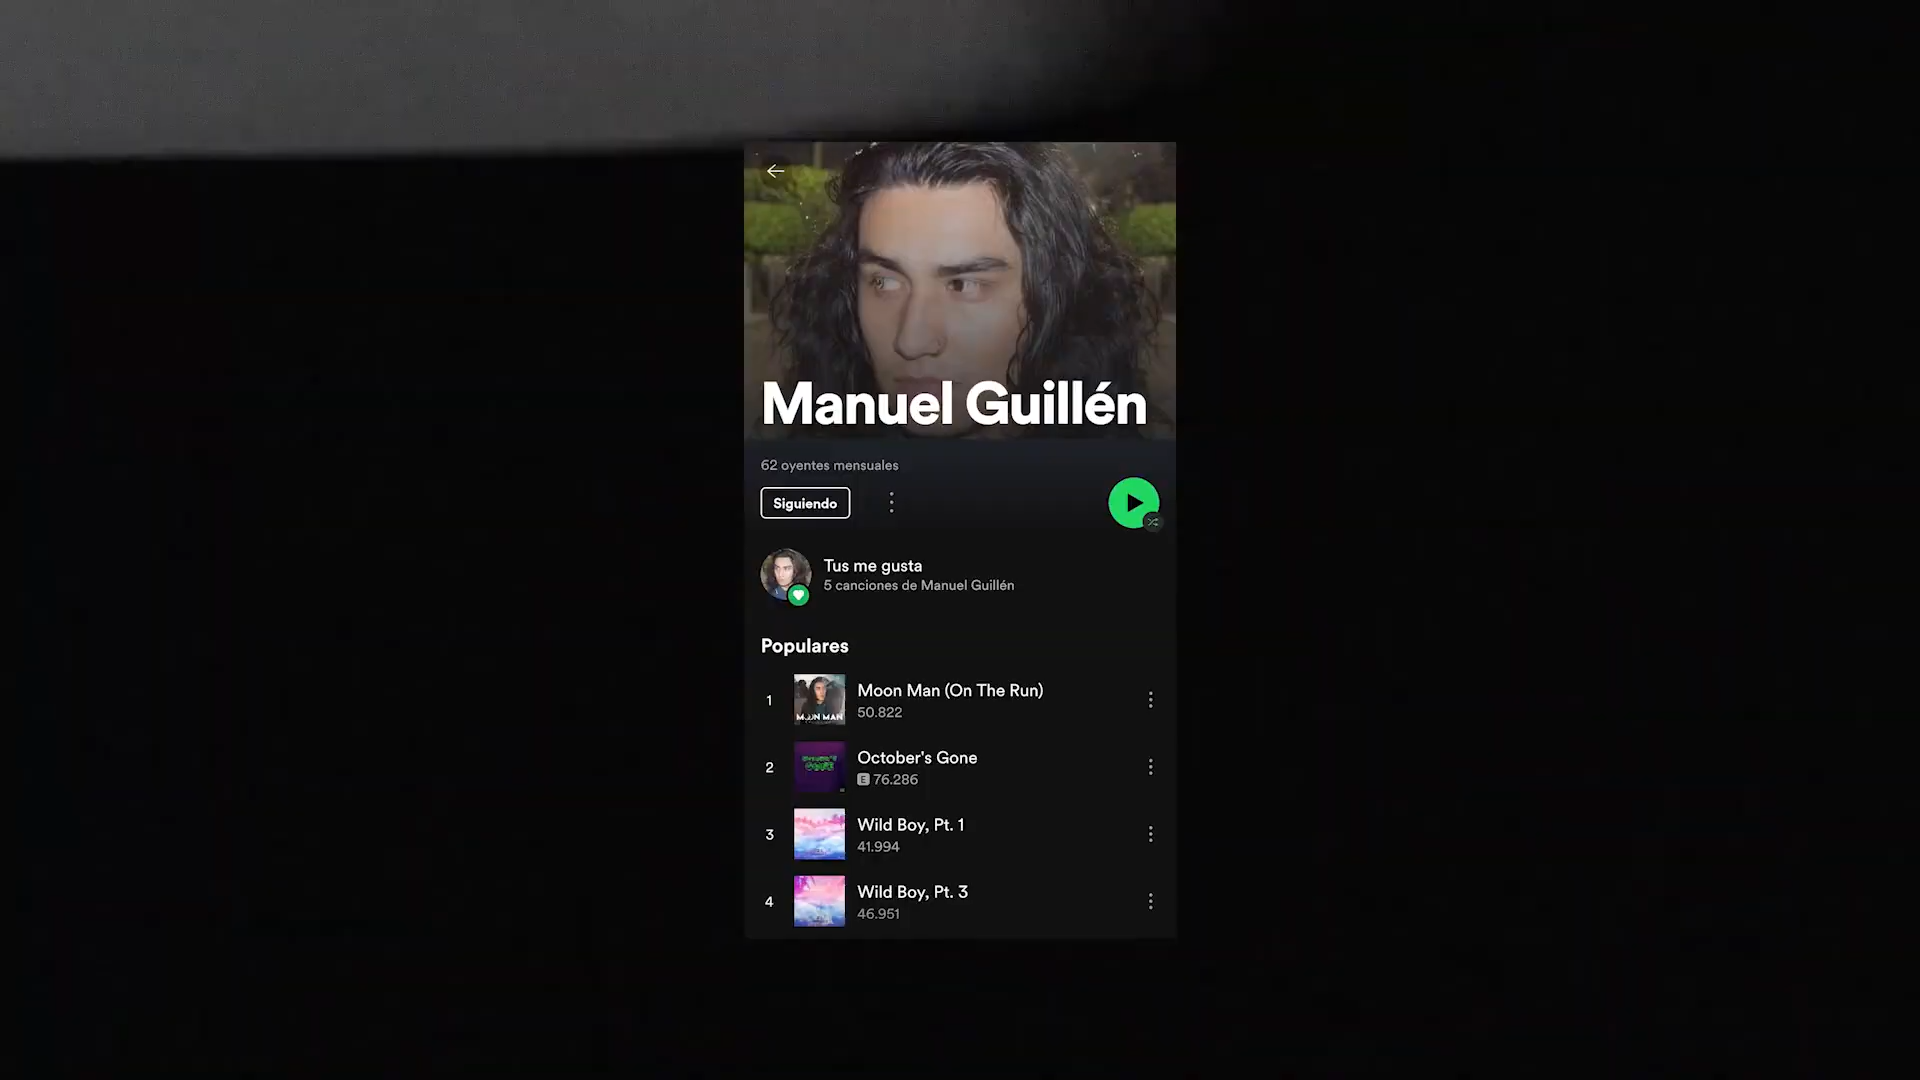 Manuel Guillén
62 oyentes mensuales
Siguiendo
Tus me gusta
5 canciones de Manuel Guillén
Populares
1
MOON MAN
Moon Man (On The Run)
50.822
2
October's Gone
E 76.286
3
Wild Boy, Pt. 1
41.994
4
Wild Boy, Pt. 3
46.951